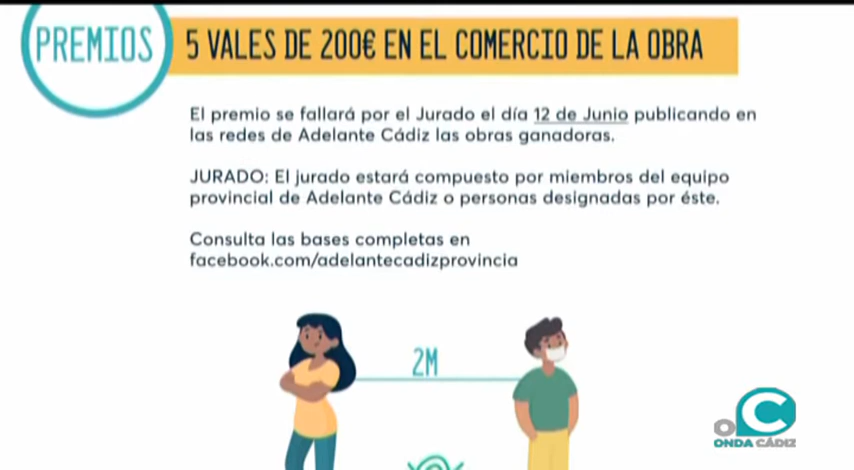 PREMIOS
5 VALES DE 200€ EN EL COMERCIO DE LA OBRA
El premio se fallará por el Jurado el día 12 de Junio publicando en
las redes de Adelante Cádiz las obras ganadoras.
JURADO: El jurado estará compuesto por miembros del equipo
provincial de Adelante Cádiz o personas designadas por éste.
Consulta las bases completas en
facebook.com/adelantecadizprovincia
2M
OC
ONDA CÁDIZ